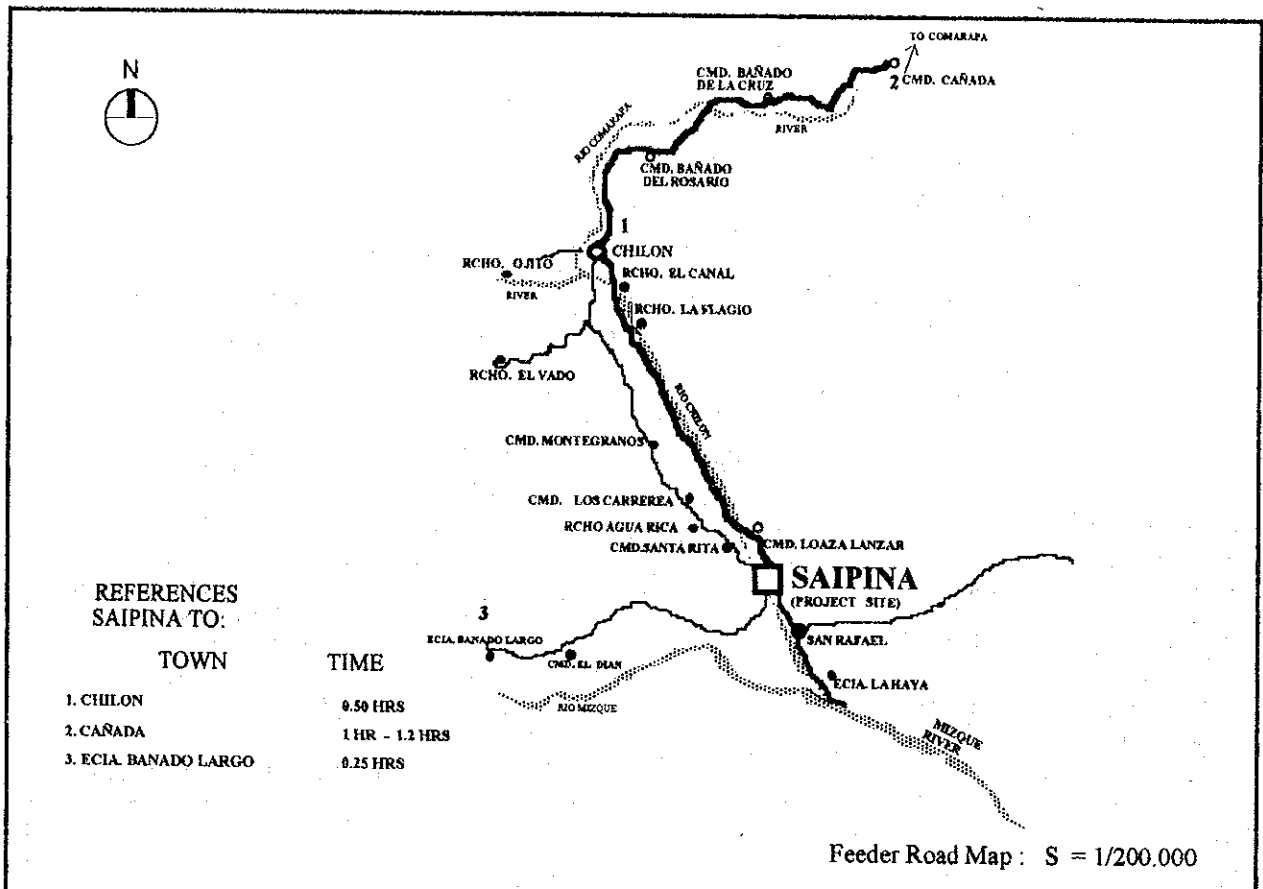 N
TO COMARAPA
CMD. BAÑADO
DE LA CRUZ
2 CMD. CAÑADA
RIVER
RIO COMARAPA
CMD. BAÑADO
DEL ROSARIO
1
CHILON
RCHO. OJITO
RIVER
RCHO. EL CANAL
RCHO. LA FLAGIO
RCHO. EL VADO
RIO CHILON
CMD. MONTEGRANOS
CMD. LOS CARREREA
RCHO AGUA RICA
CMD.SANTA RITA
CMD. LOAZA LANZAR
SAIPINA
(PROJECT SITE)
SAN RAFAEL
3
ECIA. BANADO LARGO
CMD. EL DIAN
ECIA. LA HAYA
RIO MIZQUE
MIZQUE
RIVER
REFERENCES
SAIPINA TO:
TOWN TIME
1. CHILON 0.50 HRS
2. CAÑADA 1 HR - 1.2 HRS
3. ECIA. BANADO LARGO 0.25 HRS
Feeder Road Map : S = 1/200.000